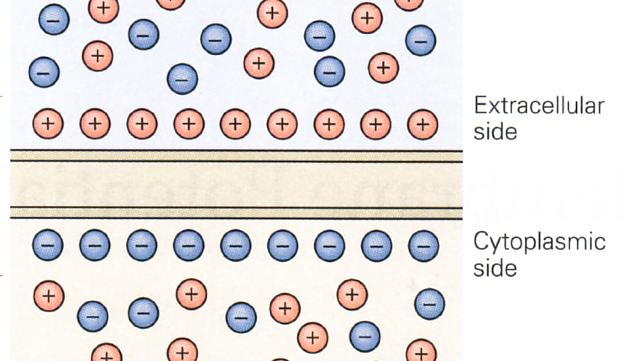 Extracellular
side
Cytoplasmic
side